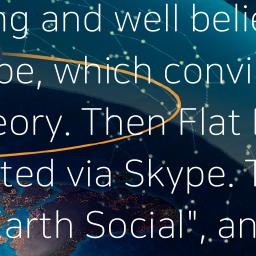 ng and well belie
be, which convi
eory. Then Flat
ted via Skype. T
arth Social", an